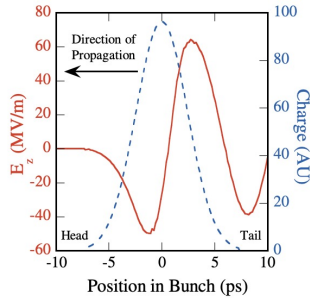 80
60
40
20
0
-20
-40
-60
E_z (MV/m)
Direction of
Propagation
Head
Tail
100
80
60
40
20
0
Charge (AU)
-10
-5
0
5
10
Position in Bunch (ps)